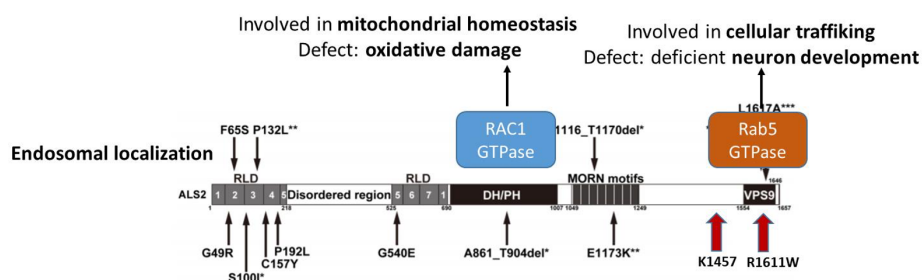 Involved in mitochondrial homeostasis
Defect: oxidative damage
Involved in cellular traffiking
Defect: deficient neuron development
L1617A***
F65S P132L**
RAC1
GTPase
1116_T1170del*
Rab5
GTPase
Endosomal localization
RLD
RLD
MORN motifs
1646
ALS2
1 2 3 4 5 Disordered region 5 6 7 1 DH/PH VPS9
1 218 525 690 1007 1049 1249 1554 1657
G49R
S100I*
C157Y
P192L
G540E
A861_T904del*
E1173K**
K1457
R1611W